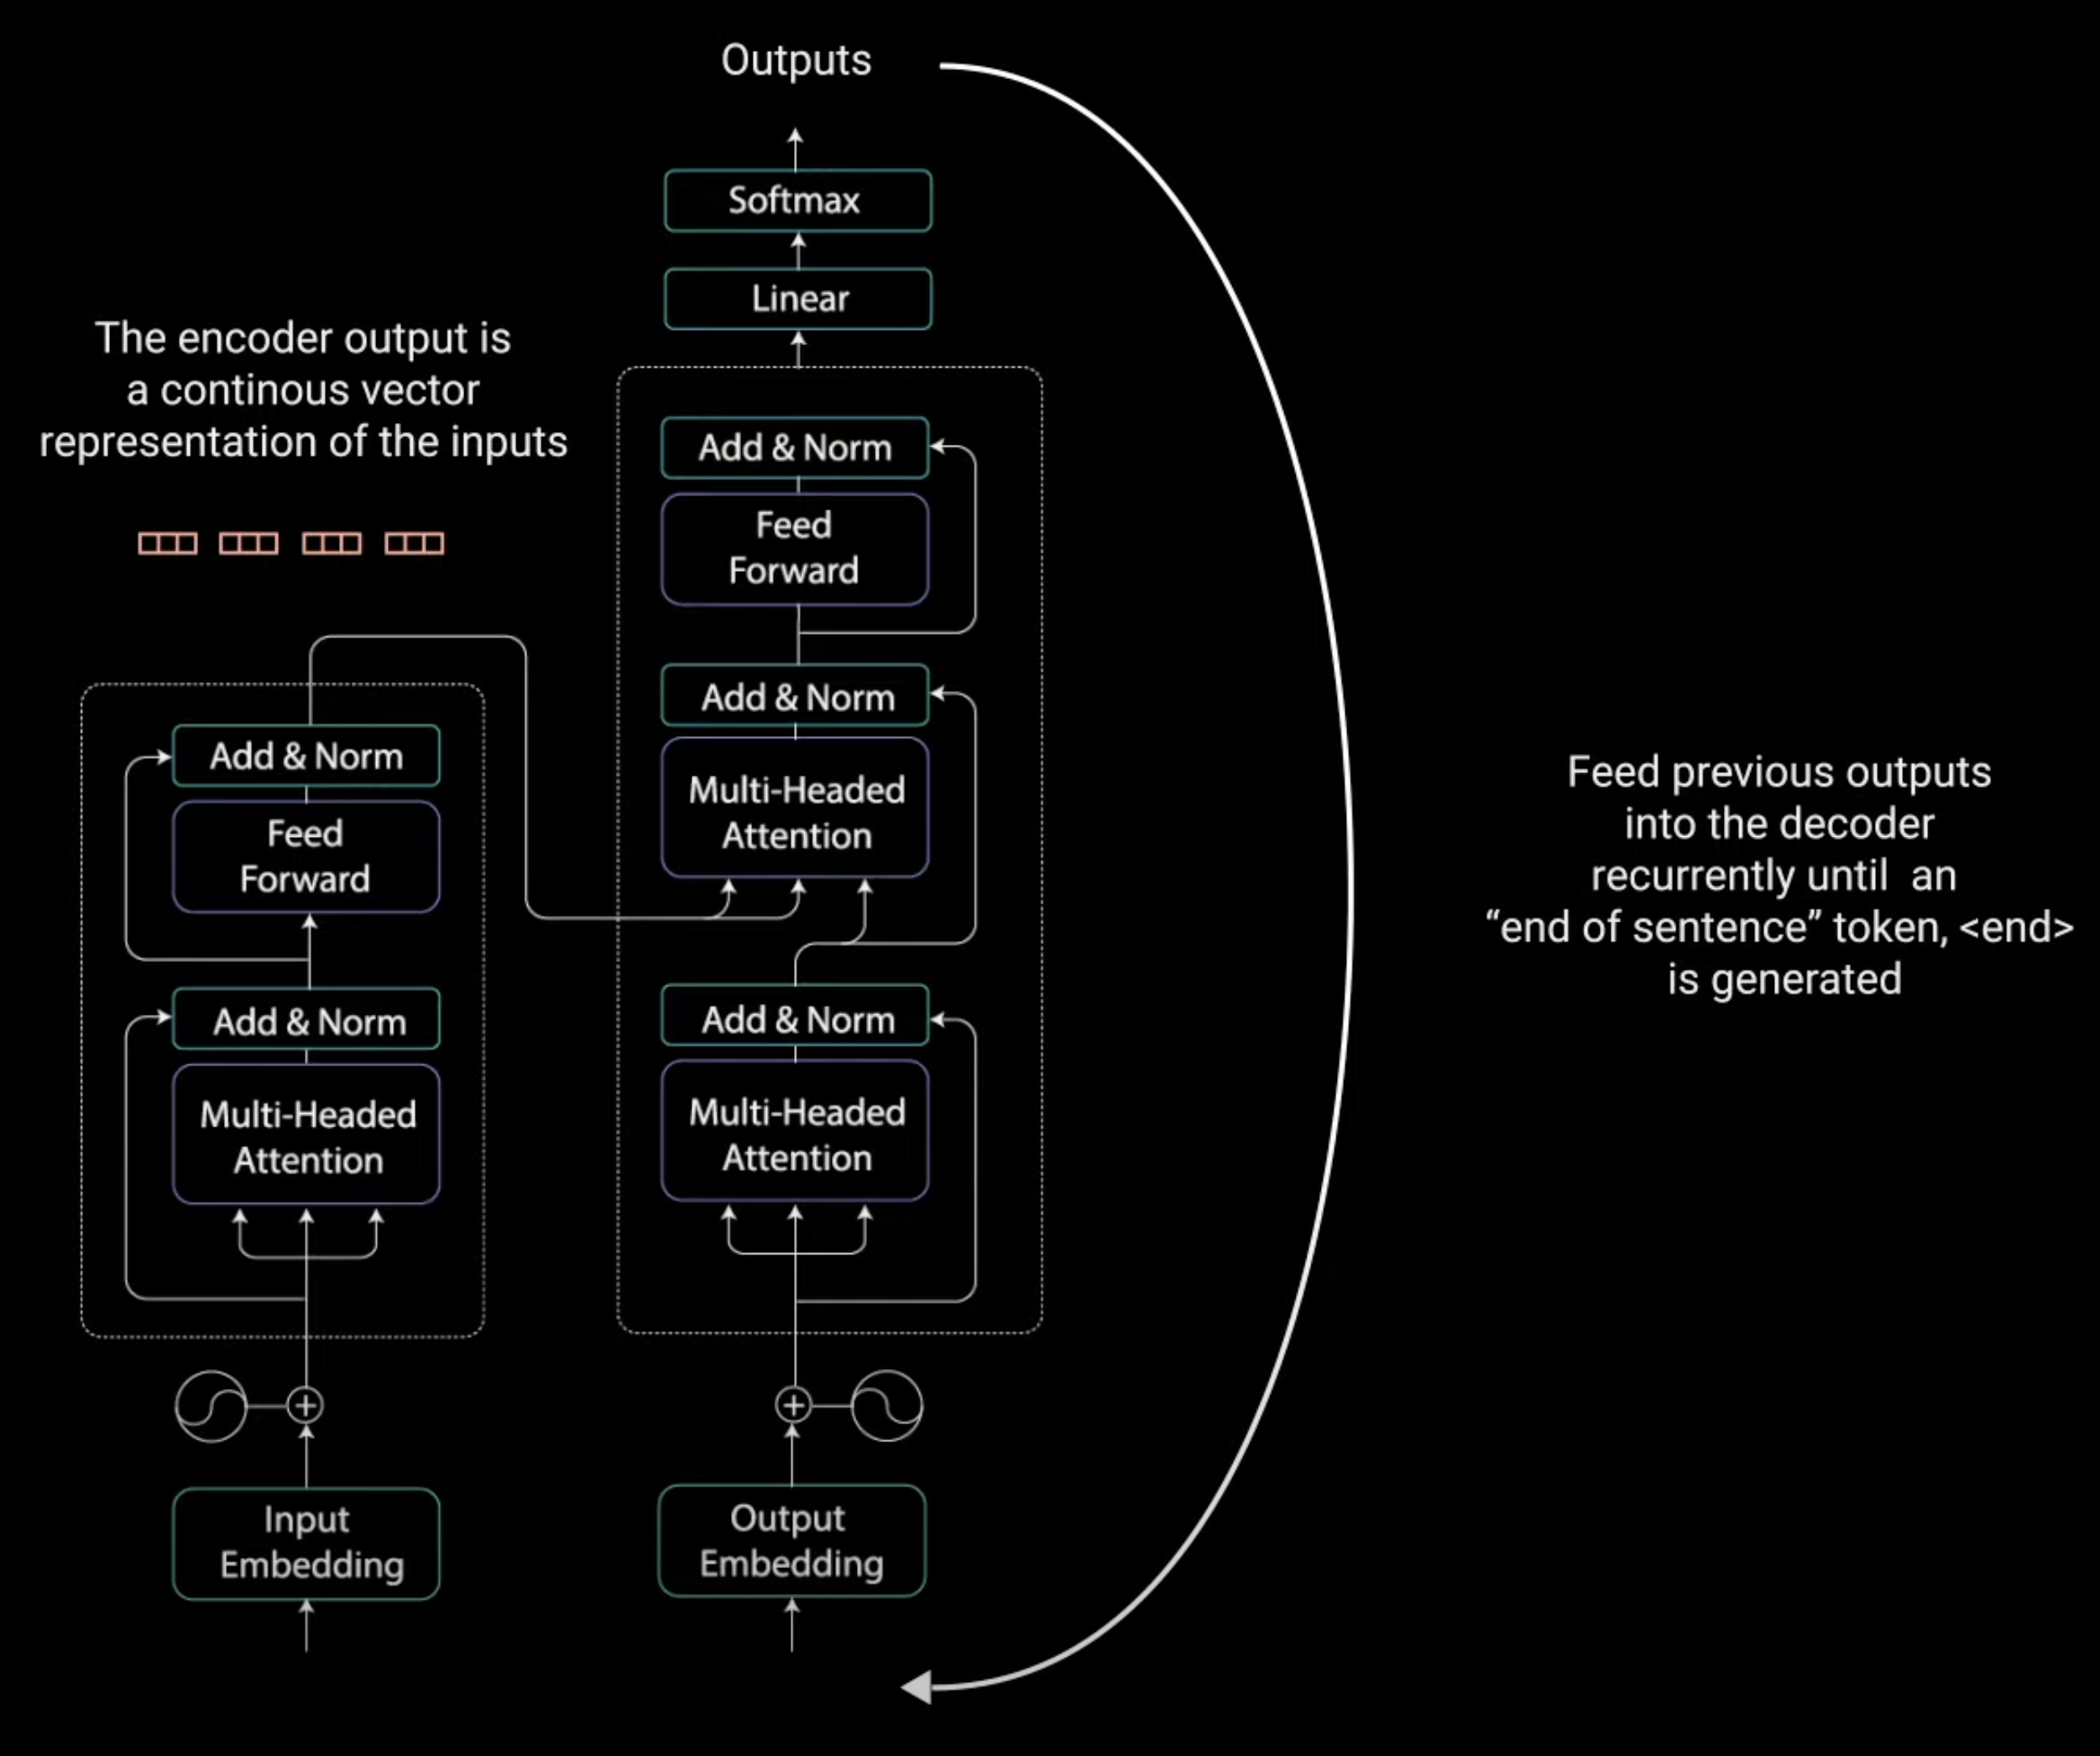 Outputs
Softmax
Linear
The encoder output is
a continous vector
representation of the inputs
Add & Norm
Feed
Forward
Add & Norm
Multi-Headed
Attention
Add & Norm
Feed
Forward
Add & Norm
Multi-Headed
Attention
Add & Norm
Multi-Headed
Attention
Input
Embedding
Output
Embedding
Feed previous outputs
into the decoder
recurrently until  an
“end of sentence” token, <end>
is generated